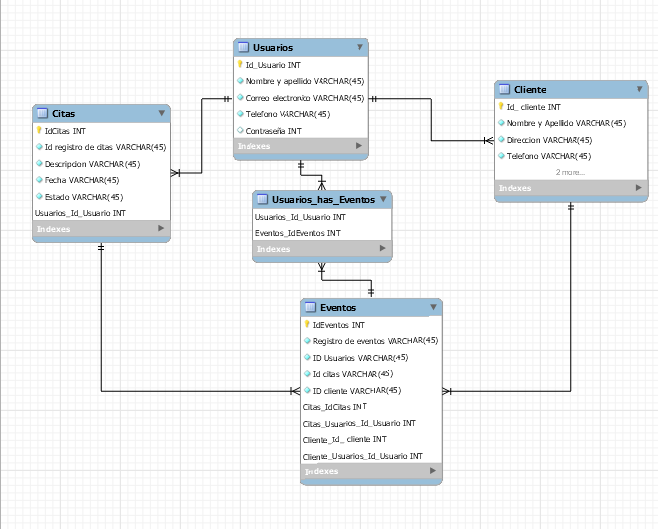 Usuarios
Id_Usuario INT
Nombre y apellido VARCHAR(45)
Correo electronico VARCHAR(45)
Telefono VARCHAR(45)
Contraseña INT
Indexes
Citas
IdCitas INT
Id registro de citas VARCHAR(45)
Descripcion VARCHAR(45)
Fecha VARCHAR(45)
Estado VARCHAR(45)
Usuarios_Id_Usuario INT
Indexes
Cliente
Id_ cliente INT
Nombre y Apellido VARCHAR(45)
Direccion VARCHAR(45)
Telefono VARCHAR(45)
2 more...
Indexes
Usuarios_has_Eventos
Usuarios_Id_Usuario INT
Eventos_IdEventos INT
Indexes
Eventos
IdEventos INT
Registro de eventos VARCHAR(45)
ID Usuarios VARCHAR(45)
Id citas VARCHAR(45)
ID cliente VARCHAR(45)
Citas_IdCitas INT
Citas_Usuarios_Id_Usuario INT
Cliente_Id_ cliente INT
Cliente_Usuarios_Id_Usuario INT
Indexes